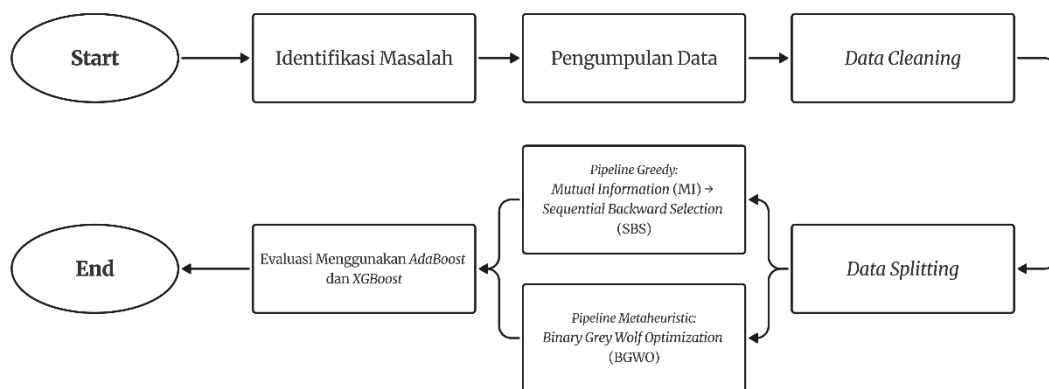 Start
Identifikasi Masalah
Pengumpulan Data
Data Cleaning
Pipeline Greedy:
Mutual Information (MI) →
Sequential Backward Selection
(SBS)
Data Splitting
Pipeline Metaheuristic:
Binary Grey Wolf Optimization
(BGWO)
Evaluasi Menggunakan AdaBoost
dan XGBoost
End